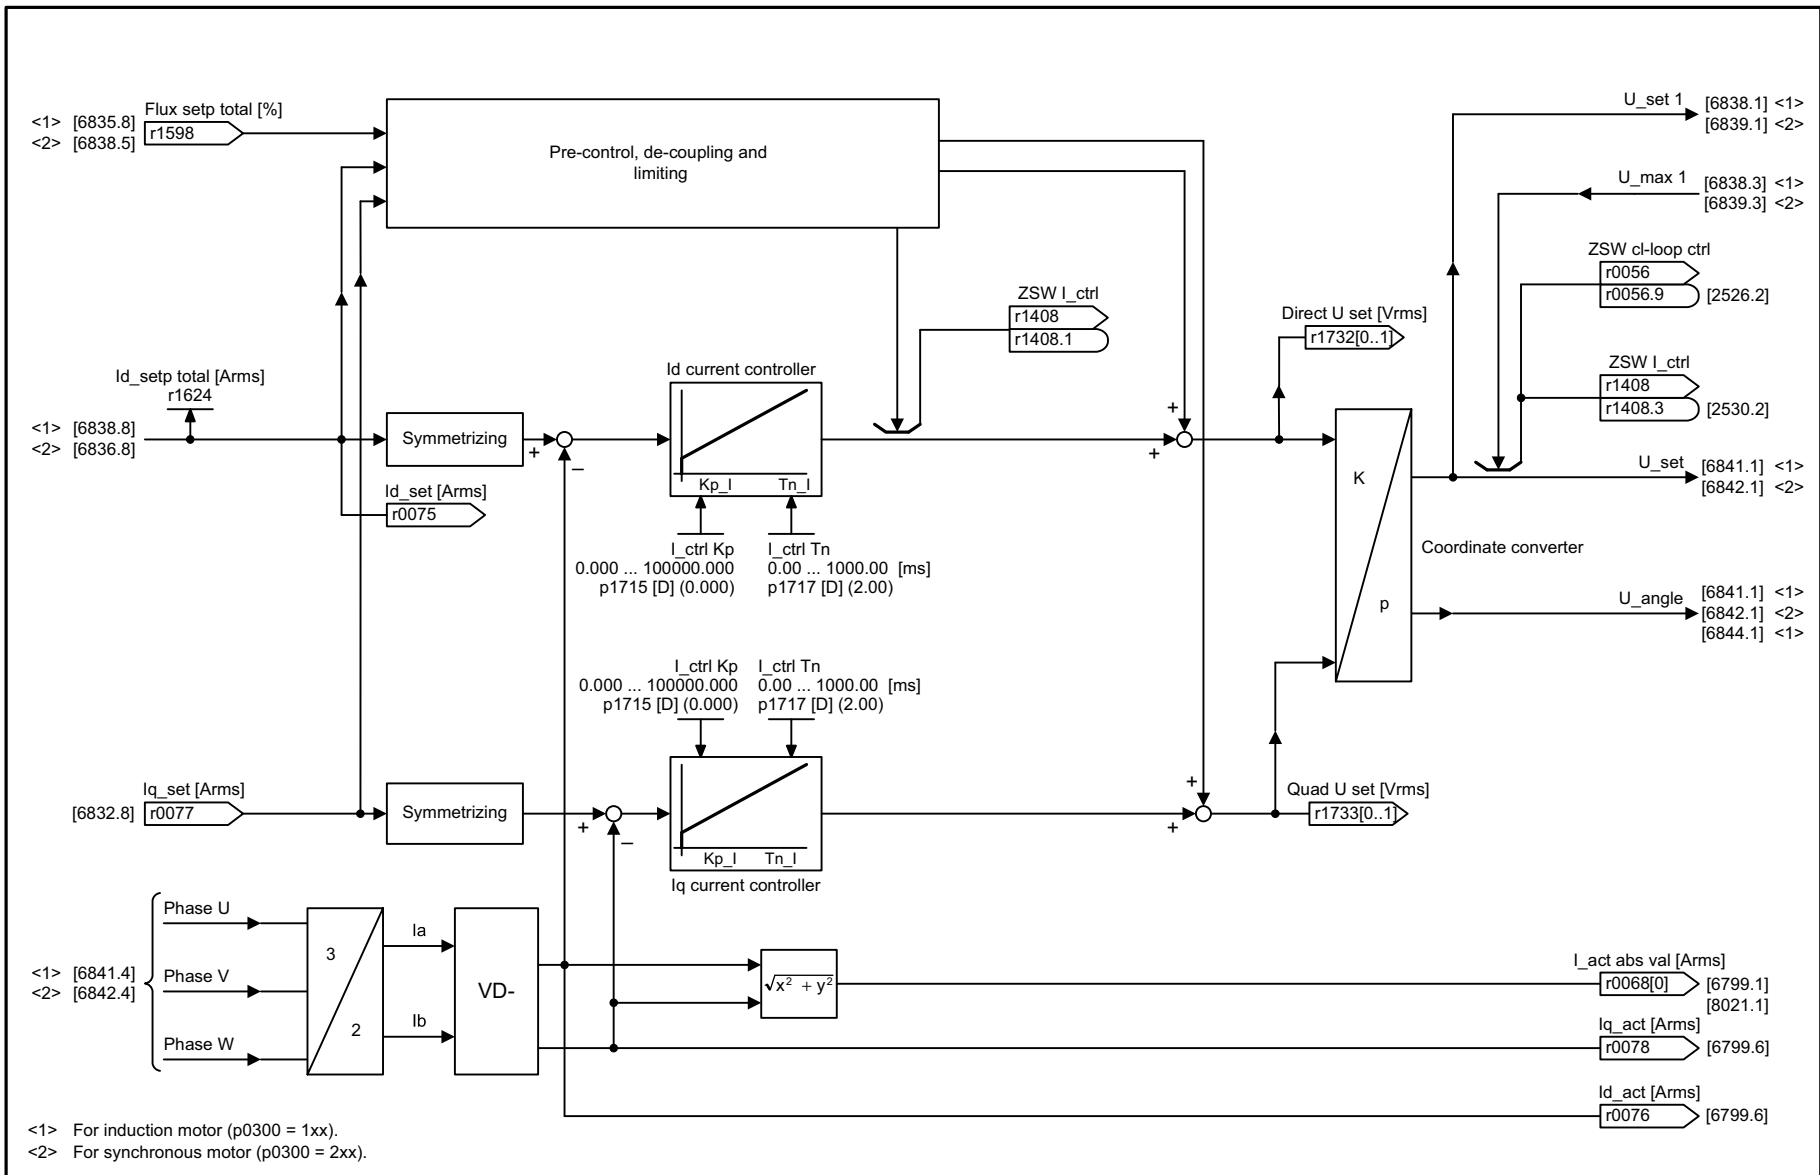 Flux setp total [%]
<1> [6835.8]
<2> [6838.5]
r1598
Pre-control, de-coupling and
limiting
U_set 1
[6838.1] <1>
[6839.1] <2>
U_max 1
[6838.3] <1>
[6839.3] <2>
ZSW cl-loop ctrl
r0056
r0056.9
[2526.2]
ZSW I_ctrl
r1408
r1408.1
Direct U set [Vrms]
r1732[0..1]
ZSW I_ctrl
r1408
r1408.3
[2530.2]
Id_setp total [Arms]
r1624
<1> [6838.8]
<2> [6836.8]
Symmetrizing
+
–
Id current controller
Kp_I Tn_I
+
+
Id_set [Arms]
r0075
I_ctrl Kp
0.000 ... 100000.000
p1715 [D] (0.000)
I_ctrl Tn
0.00 ... 1000.00 [ms]
p1717 [D] (2.00)
K
p
Coordinate converter
U_set
[6841.1] <1>
[6842.1] <2>
U_angle
[6841.1] <1>
[6842.1] <2>
[6844.1] <1>
I_ctrl Kp
0.000 ... 100000.000
p1715 [D] (0.000)
I_ctrl Tn
0.00 ... 1000.00 [ms]
p1717 [D] (2.00)
Iq_set [Arms]
[6832.8]
r0077
Symmetrizing
+
–
Kp_I Tn_I
Iq current controller
+
+
Quad U set [Vrms]
r1733[0..1]
<1> [6841.4]
<2> [6842.4]
Phase U
Phase V
Phase W
3
2
Ia
Ib
VD-
√x² + y²
I_act abs val [Arms]
r0068[0]
[6799.1]
[8021.1]
Iq_act [Arms]
r0078
[6799.6]
Id_act [Arms]
r0076
[6799.6]
<1> For induction motor (p0300 = 1xx).
<2> For synchronous motor (p0300 = 2xx).